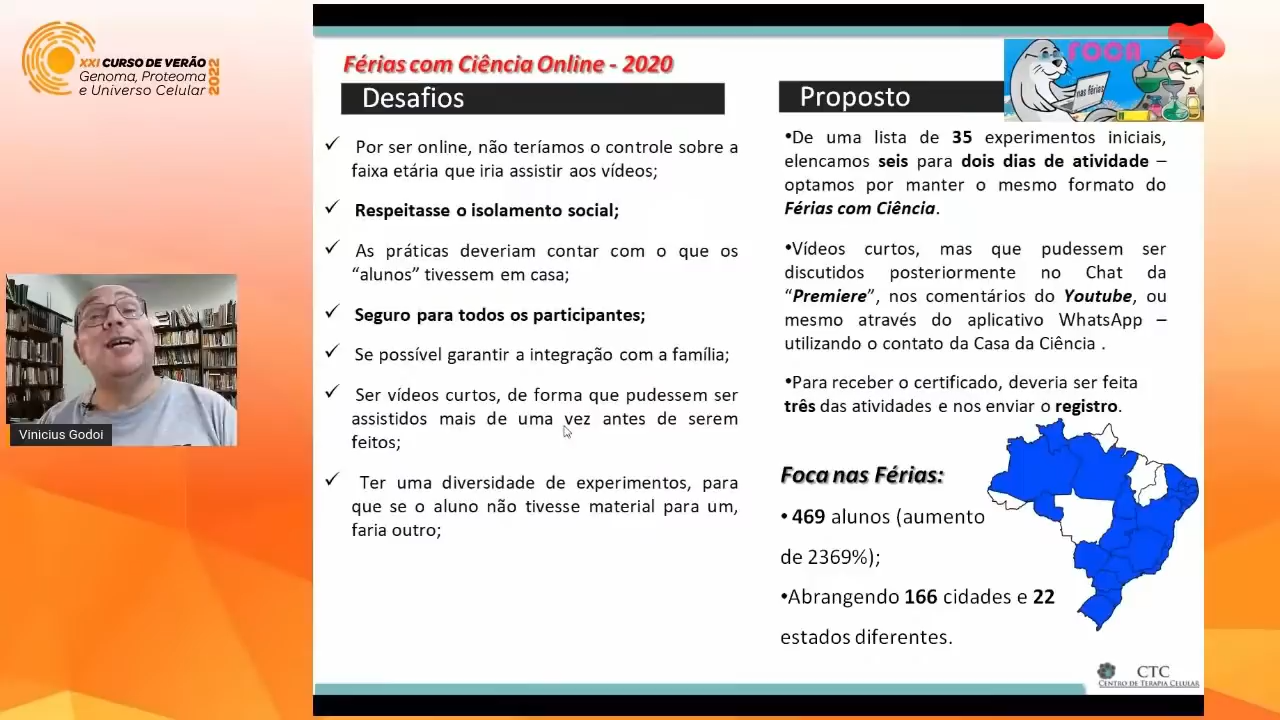 XXI CURSO DE VERÃO
Genoma, Proteoma
e Universo Celular
2022
Férias com Ciência Online - 2020
Desafios
✓ Por ser online, não teríamos o controle sobre a
faixa etária que iria assistir aos vídeos;
✓ Respeitasse o isolamento social;
✓ As práticas deveriam contar com o que os
“alunos” tivessem em casa;
✓ Seguro para todos os participantes;
✓ Se possível garantir a integração com a família;
✓ Ser vídeos curtos, de forma que pudessem ser
assistidos mais de uma vez antes de serem
feitos;
✓ Ter uma diversidade de experimentos, para
que se o aluno não tivesse material para um,
faria outro;
Proposto
FOCA
nas férias
•De uma lista de 35 experimentos iniciais,
elencamos seis para dois dias de atividade –
optamos por manter o mesmo formato do
Férias com Ciência.
•Vídeos curtos, mas que pudessem ser
discutidos posteriormente no Chat da
“Premiere”, nos comentários do Youtube, ou
mesmo através do aplicativo WhatsApp –
utilizando o contato da Casa da Ciência .
•Para receber o certificado, deveria ser feita
três das atividades e nos enviar o registro.
Foca nas Férias:
• 469 alunos (aumento
de 2369%);
•Abrangendo 166 cidades e 22
estados diferentes.
CTC
CENTRO DE TERAPIA CELULAR
Vinicius Godoi